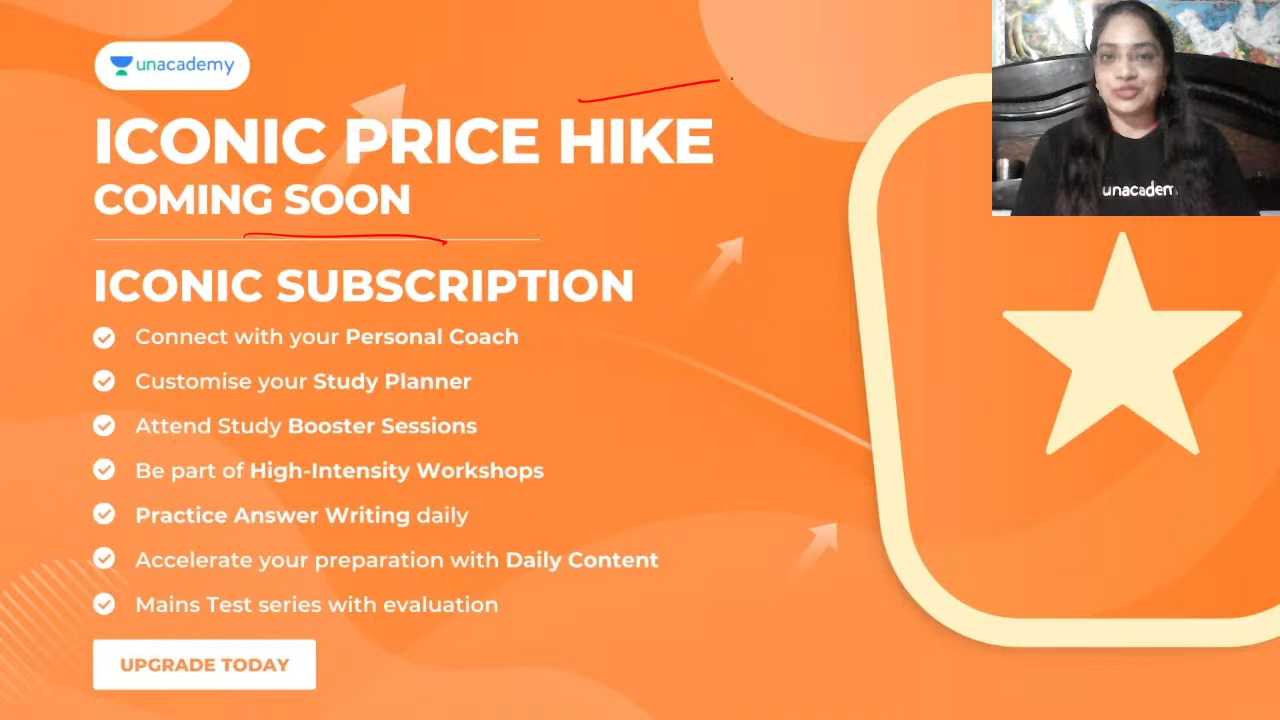 unacademy
ICONIC PRICE HIKE
COMING SOON
ICONIC SUBSCRIPTION
Connect with your Personal Coach
Customise your Study Planner
Attend Study Booster Sessions
Be part of High-Intensity Workshops
Practice Answer Writing daily
Accelerate your preparation with Daily Content
Mains Test series with evaluation
UPGRADE TODAY
unacadem